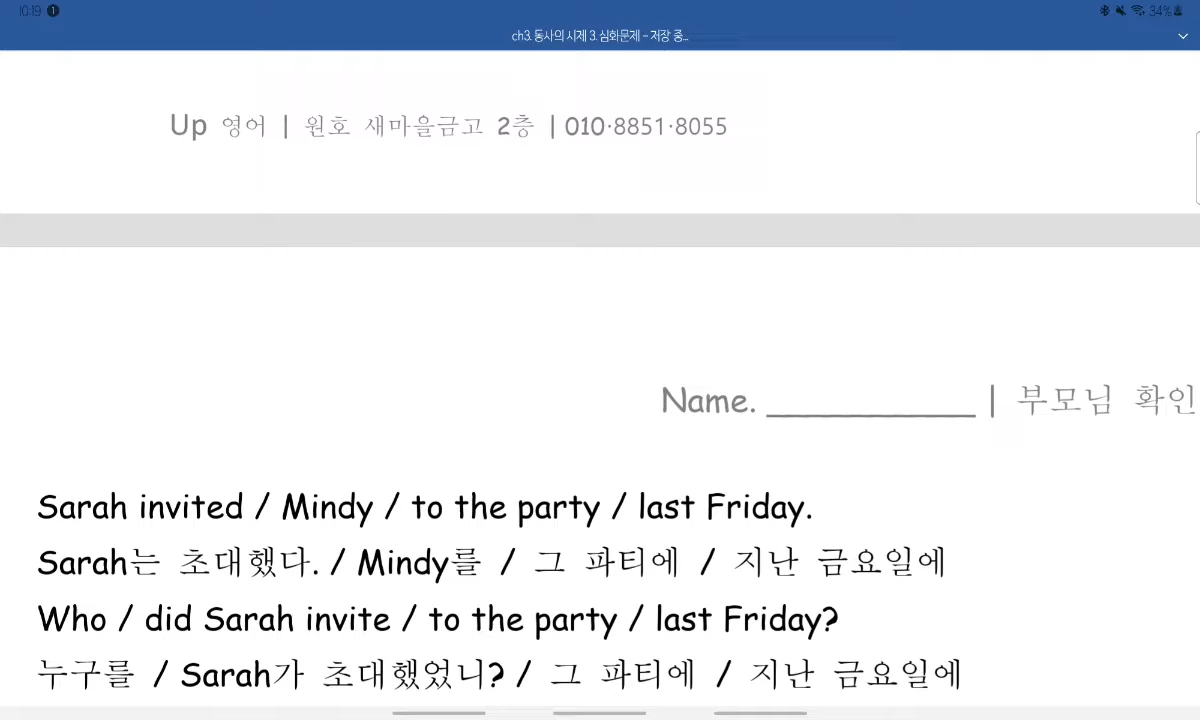 10:19 1 34%
ch3. 동사의 시제 3. 심화문제 - 저장 중...
Up 영어 | 원호 새마을금고 2층 | 010·8851·8055
Name. ____________ | 부모님 확인
Sarah invited / Mindy / to the party / last Friday.
Sarah는 초대했다. / Mindy를 / 그 파티에 / 지난 금요일에
Who / did Sarah invite / to the party / last Friday?
누구를 / Sarah가 초대했었니? / 그 파티에 / 지난 금요일에